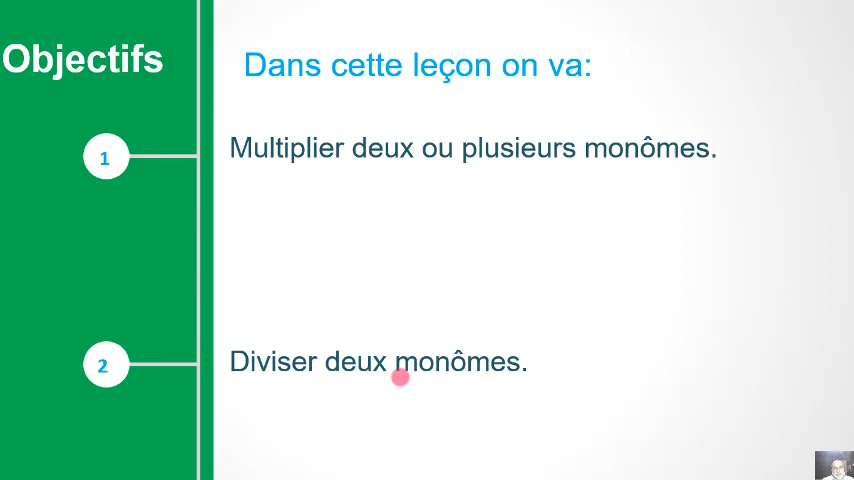 Objectifs
Dans cette leçon on va:
1
Multiplier deux ou plusieurs monômes.
2
Diviser deux monômes.